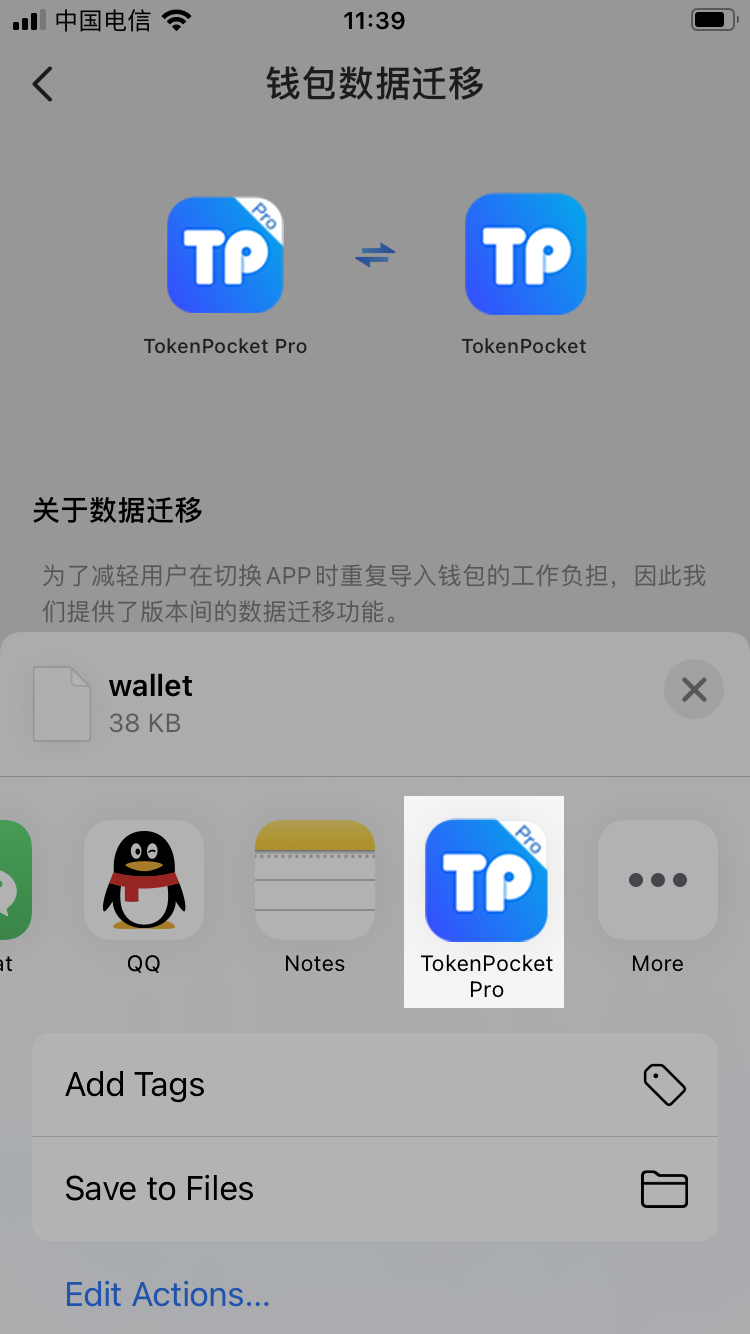 中国电信
11:39
钱包数据迁移
Pro
TP
TP
TokenPocket Pro
TokenPocket
关于数据迁移
为了减轻用户在切换APP时重复导入钱包的工作负担，因此我
们提供了版本间的数据迁移功能。
wallet
38 KB
Pro
TP
at
QQ
Notes
TokenPocket
Pro
More
Add Tags
Save to Files
Edit Actions...